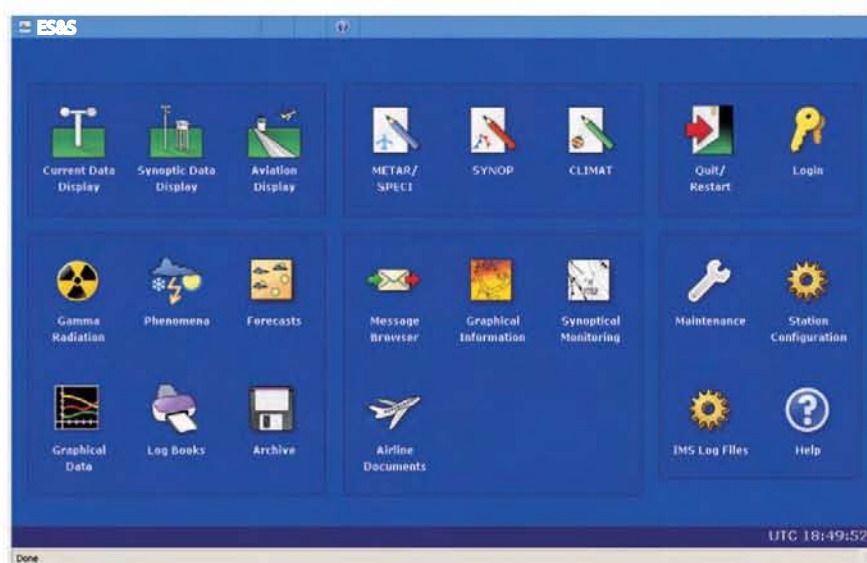 ES&S
Current Data
Display
Synoptic Data
Display
Aviation
Display
METAR/
SPECI
SYNOP
CLIMAT
Quit/
Restart
Login
Gamma
Radiation
Phenomena
Forecasts
Message
Browser
Graphical
Information
Synoptical
Monitoring
Maintenance
Station
Configuration
Graphical
Data
Log Books
Archive
Airline
Documents
IMS Log Files
Help
UTC 18:49:52
Done